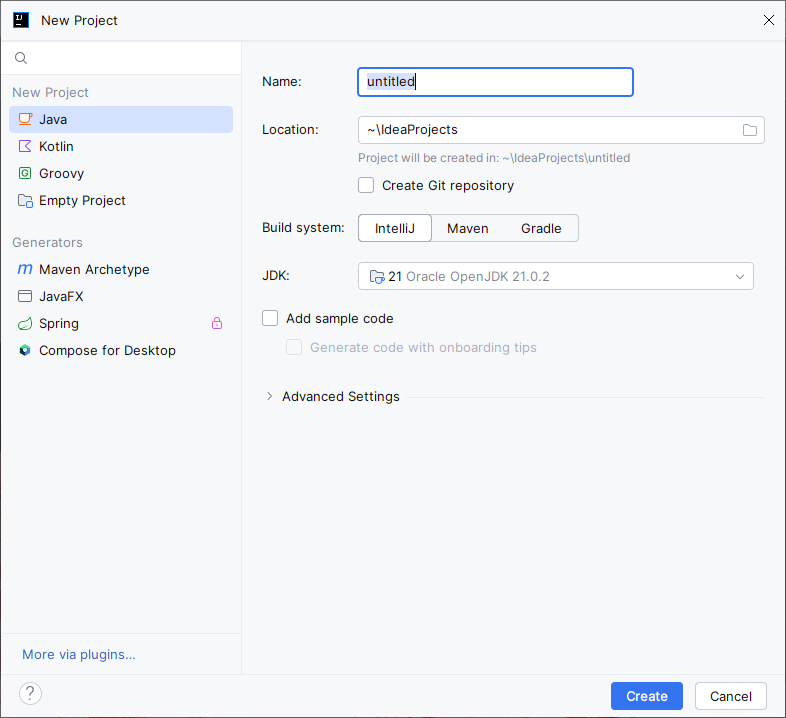 New Project
New Project
Java
Kotlin
Groovy
Empty Project
Generators
Maven Archetype
JavaFX
Spring
Compose for Desktop
More via plugins...
?
Name: untitled
Location: ~\IdeaProjects
Project will be created in: ~\IdeaProjects\untitled
Create Git repository
Build system: IntelliJ Maven Gradle
JDK: 21 Oracle OpenJDK 21.0.2
Add sample code
Generate code with onboarding tips
Advanced Settings
Create Cancel